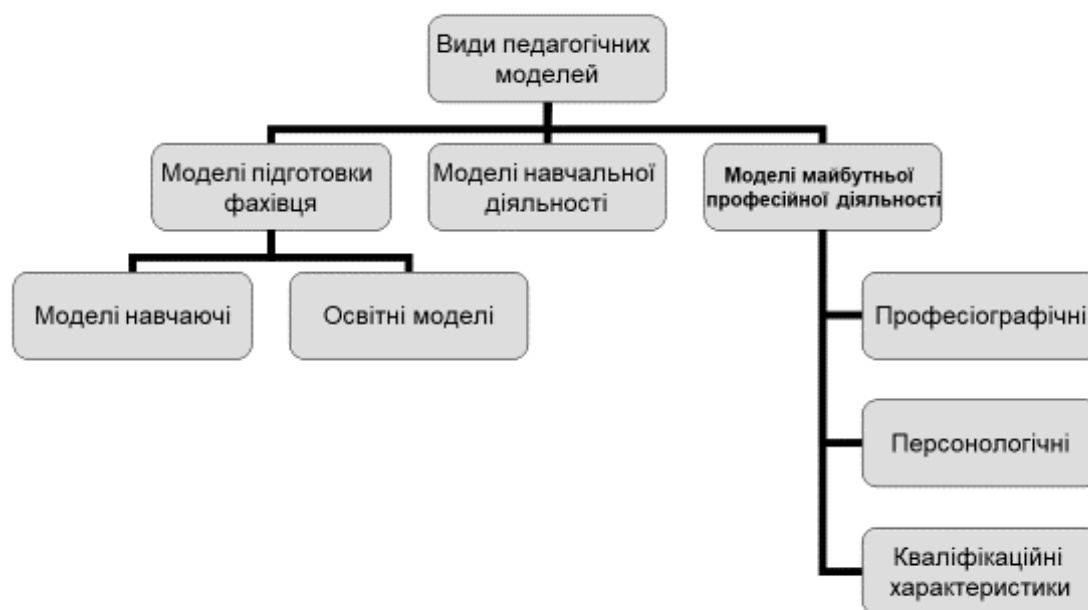 Види педагогічних
моделей
Моделі підготовки
фахівця
Моделі навчальної
діяльності
Моделі майбутньої
професійної діяльності
Моделі навчаючі
Освітні моделі
Професіографічні
Персонологічні
Кваліфікаційні
характеристики